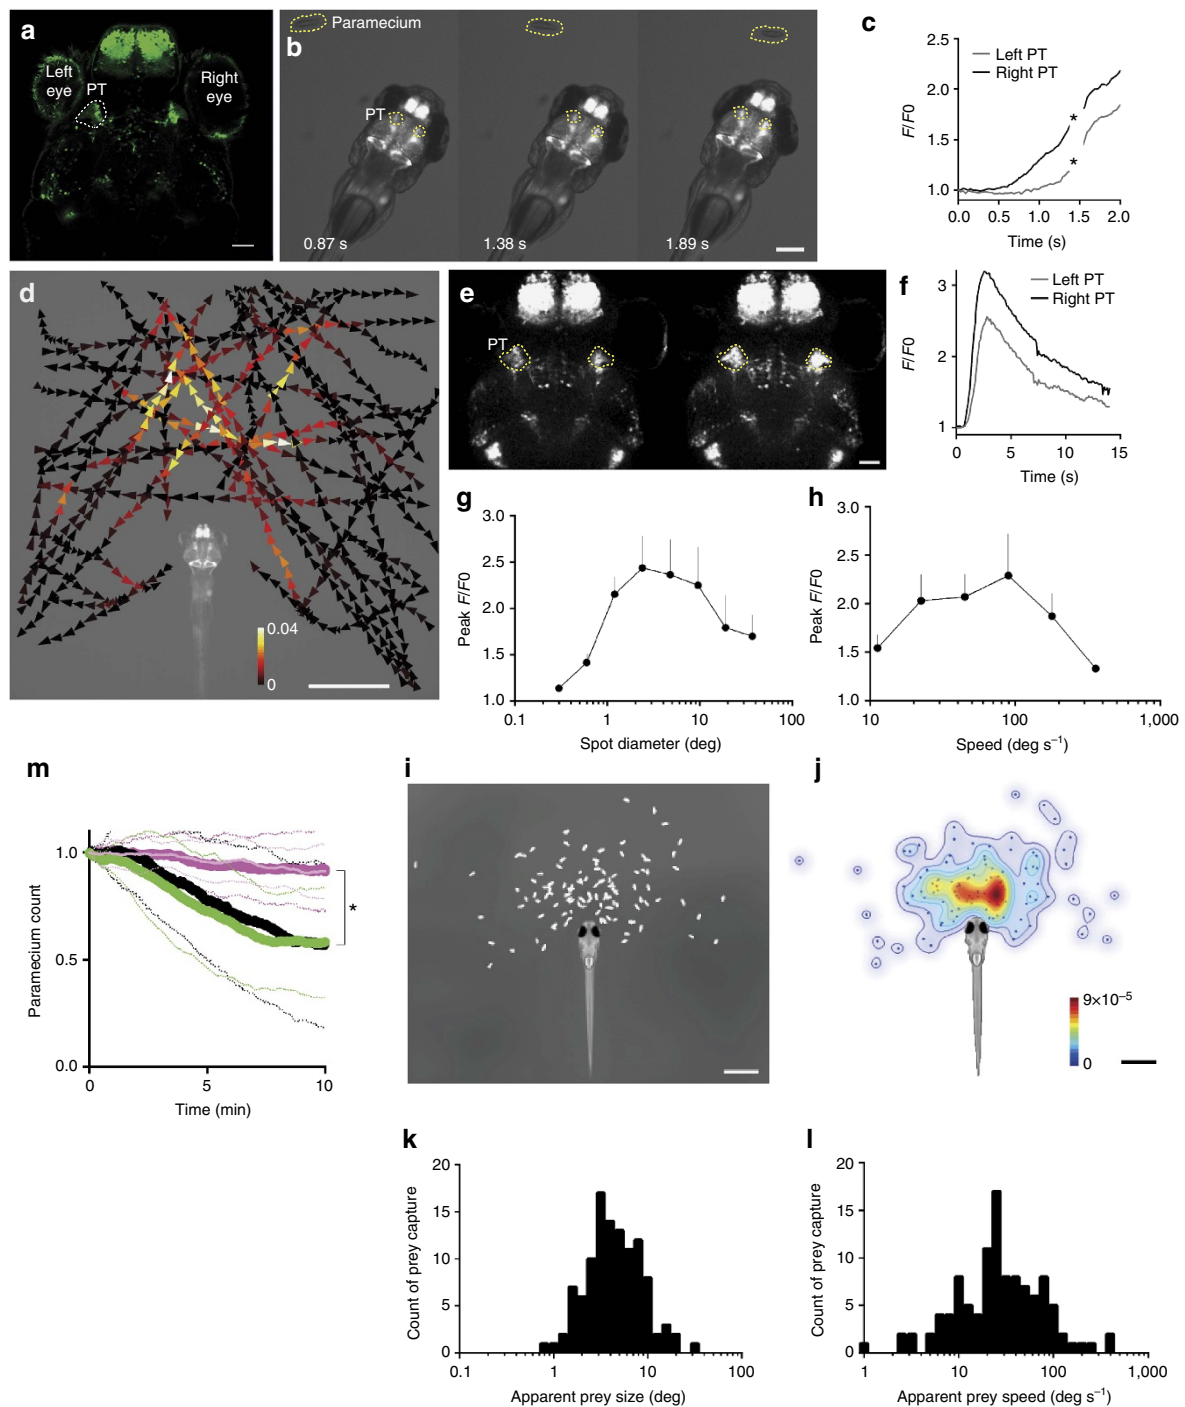 a
Left eye
PT
Right eye
b
Paramecium
PT
0.87 s
1.38 s
1.89 s
c
Left PT
Right PT
2.5
2.0
1.5
1.0
F/F0
*
*
0.0 0.5 1.0 1.5 2.0
Time (s)
d
0.04
0
e
PT
f
Left PT
Right PT
3
2
1
F/F0
0 5 10 15
Time (s)
g
3.0
2.5
2.0
1.5
1.0
Peak F/F0
0.1 1 10 100
Spot diameter (deg)
h
3.0
2.5
2.0
1.5
1.0
Peak F/F0
10 100 1,000
Speed (deg s⁻¹)
m
1.0
0.5
0.0
Paramecium count
*
0 5 10
Time (min)
i
j
9×10⁻⁵
0
k
20
15
10
5
0
Count of prey capture
0.1 1 10 100
Apparent prey size (deg)
l
20
15
10
5
0
Count of prey capture
1 10 100 1,000
Apparent prey speed (deg s⁻¹)